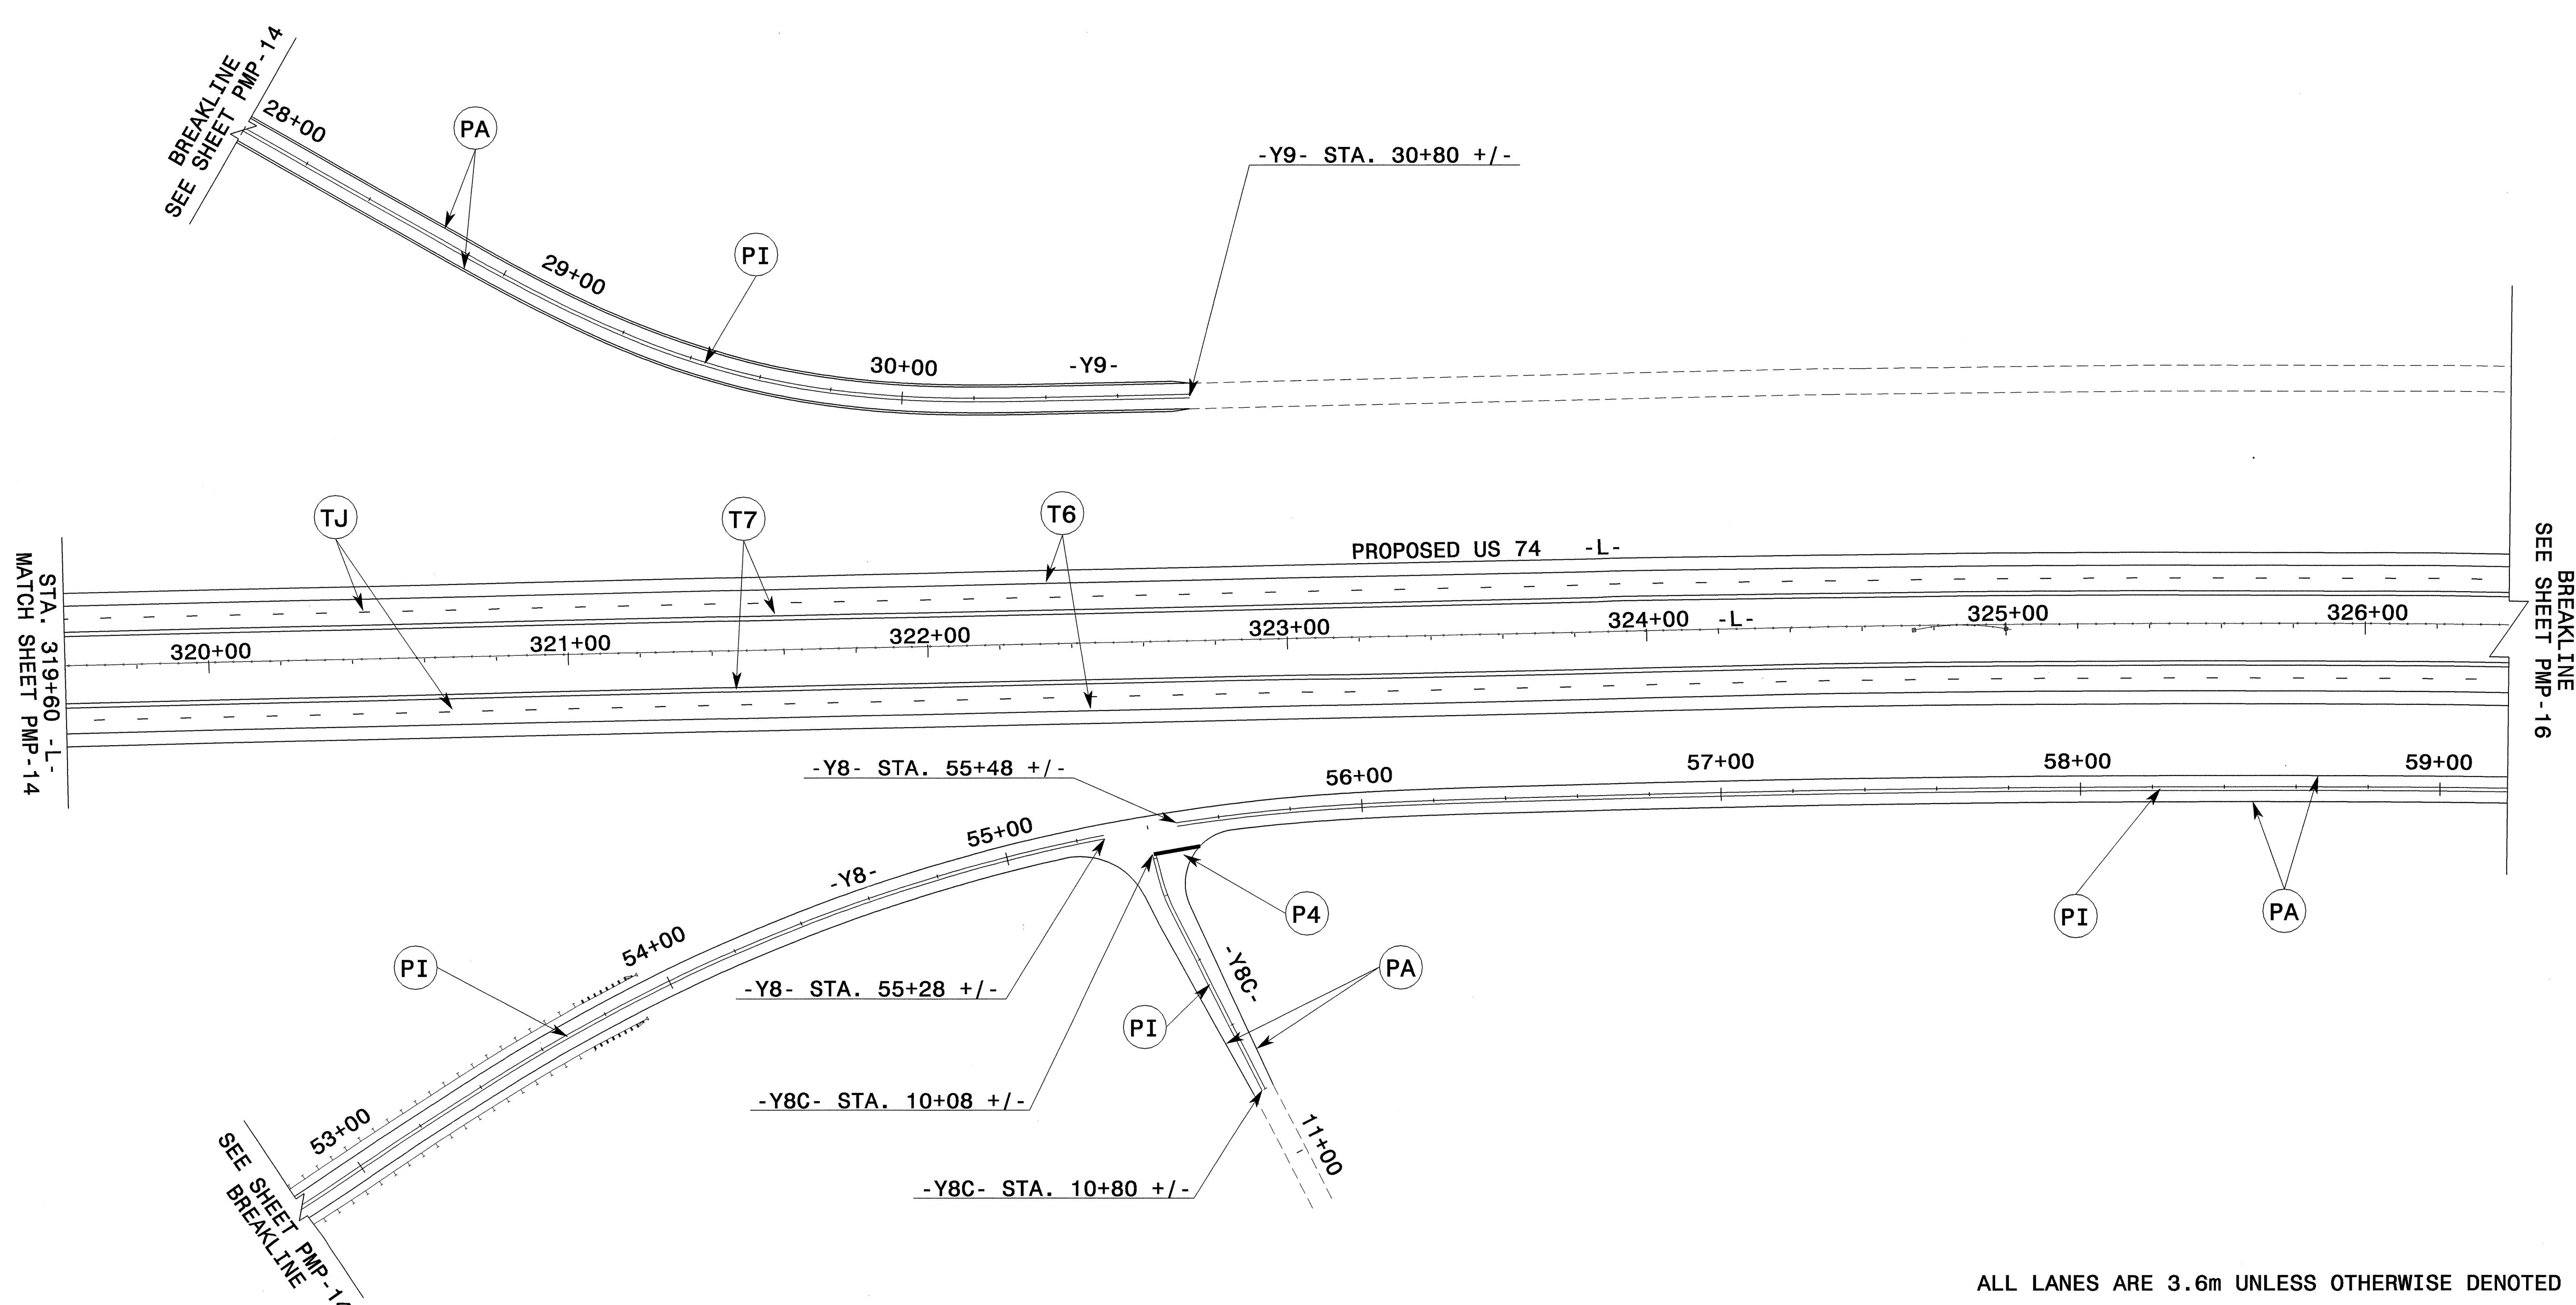 BREAKLINE
SEE SHEET PMP-14
28+00
PA
-Y9- STA. 30+80 +/-
PI
29+00
30+00
-Y9-
TJ
T7
T6
PROPOSED US 74 -L-
STA. 319+60 -L-
MATCH SHEET PMP-14
320+00
321+00
322+00
323+00
324+00
-L-
325+00
326+00
BREAKLINE
SEE SHEET PMP-16
-Y8- STA. 55+48 +/-
56+00
57+00
58+00
59+00
55+00
-Y8-
54+00
53+00
PI
-Y8- STA. 55+28 +/-
P4
PI
PA
-Y8C-
PA
PI
-Y8C- STA. 10+08 +/-
11+00
-Y8C- STA. 10+80 +/-
SEE SHEET PMP-14
BREAKLINE
ALL LANES ARE 3.6m UNLESS OTHERWISE DENOTED